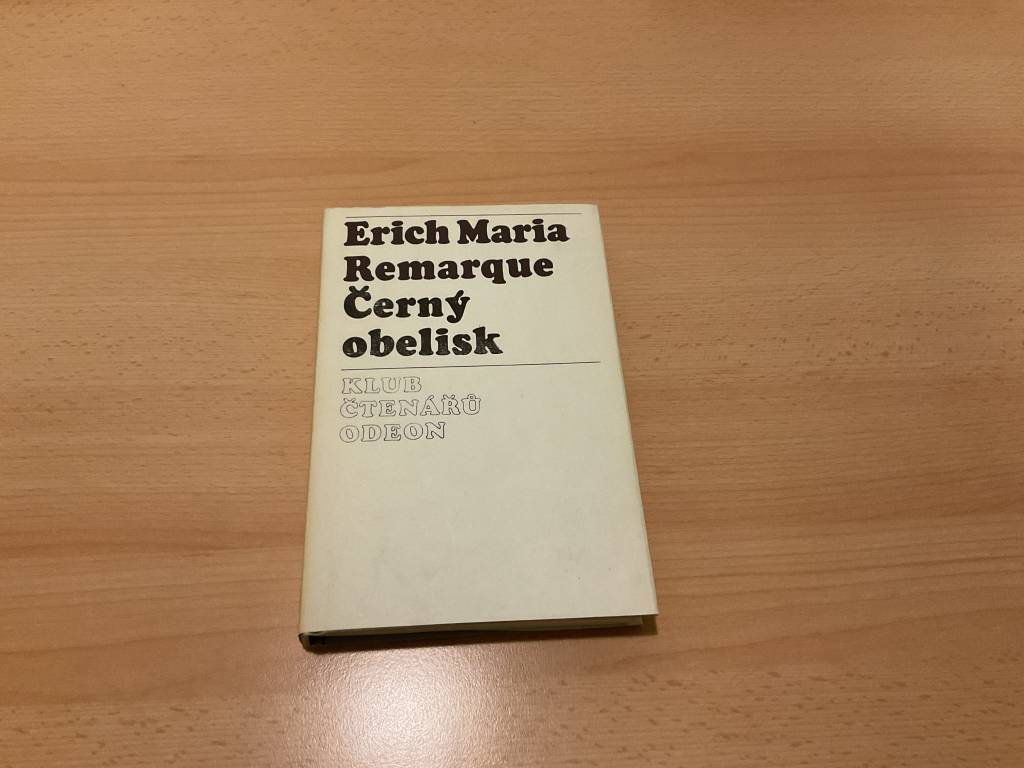 Erich Maria
Remarque
Černý
obelisk
KLUB
ČTENÁŘŮ
ODEON